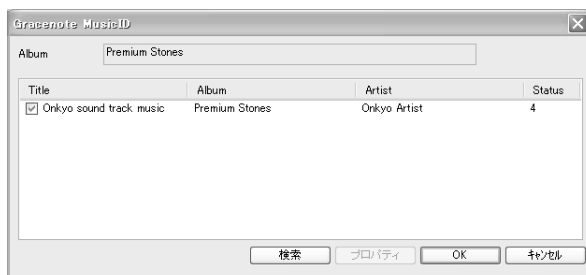 Gracenote MusicID
Album Premium Stones
Title Album Artist Status
Onkyo sound track music Premium Stones Onkyo Artist 4
検索 プロパティ OK キャンセル